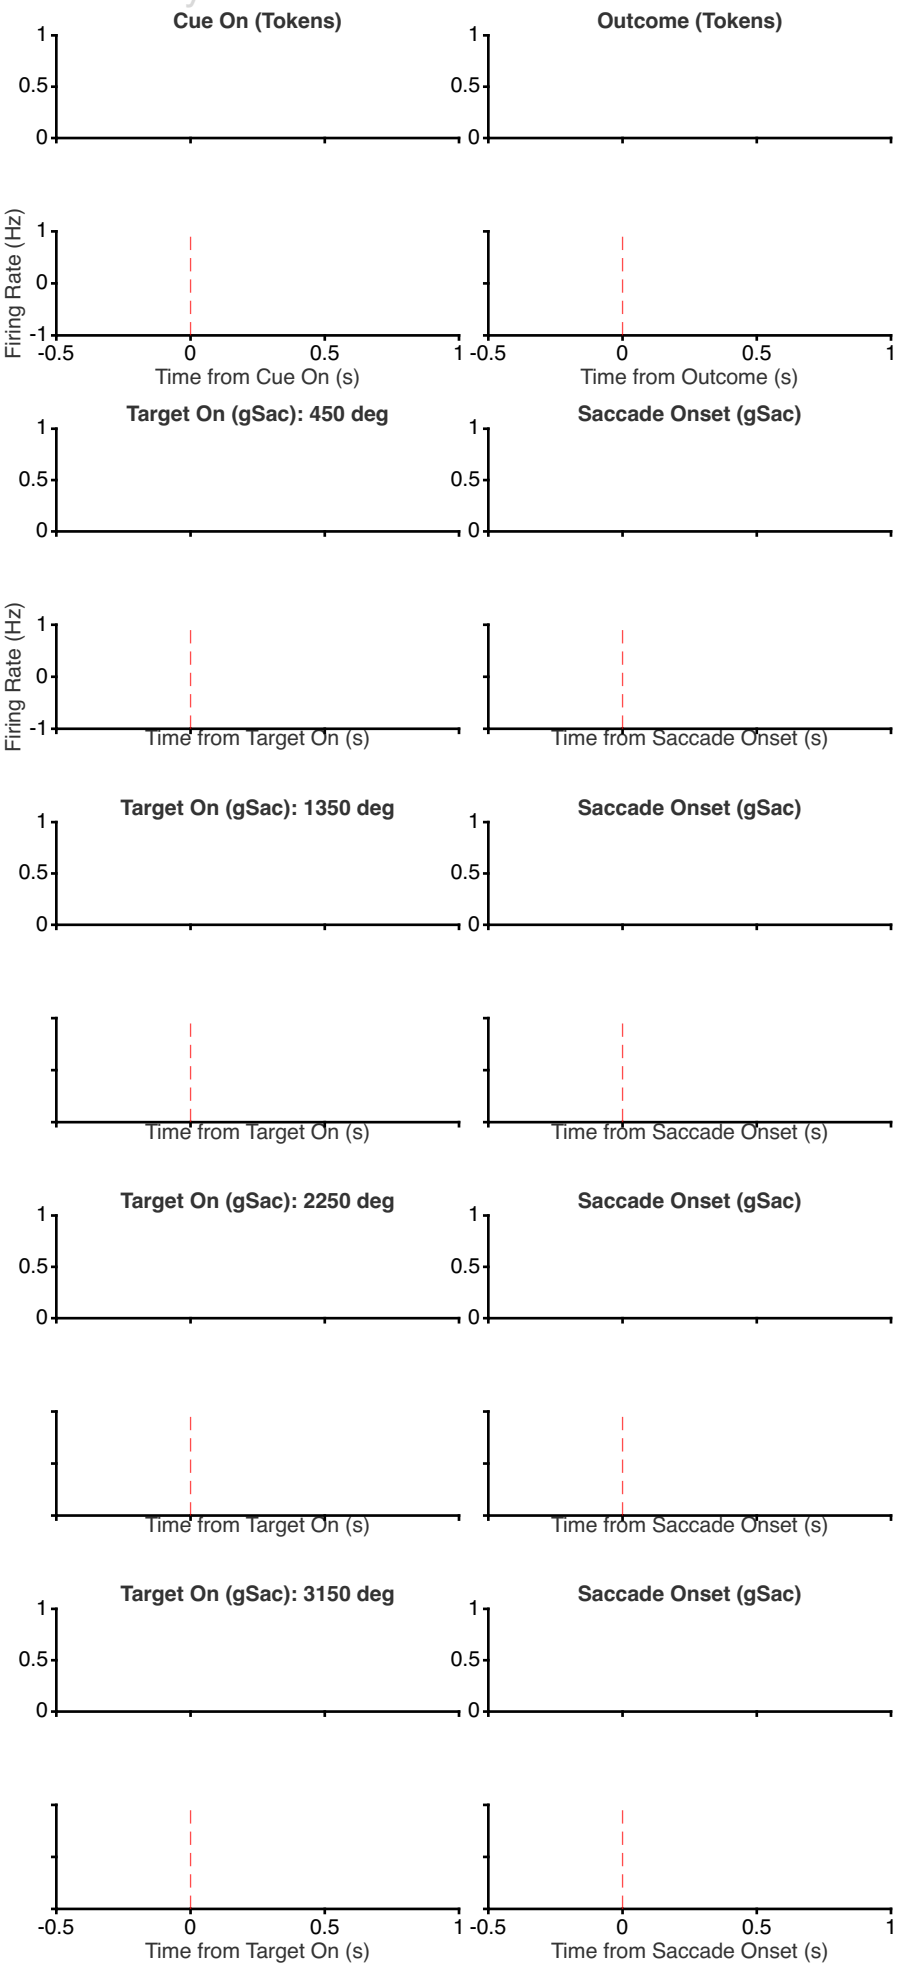 Cue On (Tokens)
Outcome (Tokens)
1
0.5
0
1
0.5
0
Firing Rate (Hz)
1
0
-1
-0.5 0 0.5 1
-0.5 0 0.5 1
Time from Cue On (s)
Time from Outcome (s)
Target On (gSac): 450 deg
Saccade Onset (gSac)
1
0.5
0
1
0.5
0
Firing Rate (Hz)
1
0
-1
Time from Target On (s)
Time from Saccade Onset (s)
Target On (gSac): 1350 deg
Saccade Onset (gSac)
1
0.5
0
1
0.5
0
Time from Target On (s)
Time from Saccade Onset (s)
Target On (gSac): 2250 deg
Saccade Onset (gSac)
1
0.5
0
1
0.5
0
Time from Target On (s)
Time from Saccade Onset (s)
Target On (gSac): 3150 deg
Saccade Onset (gSac)
1
0.5
0
1
0.5
0
-0.5 0 0.5 1
-0.5 0 0.5 1
Time from Target On (s)
Time from Saccade Onset (s)